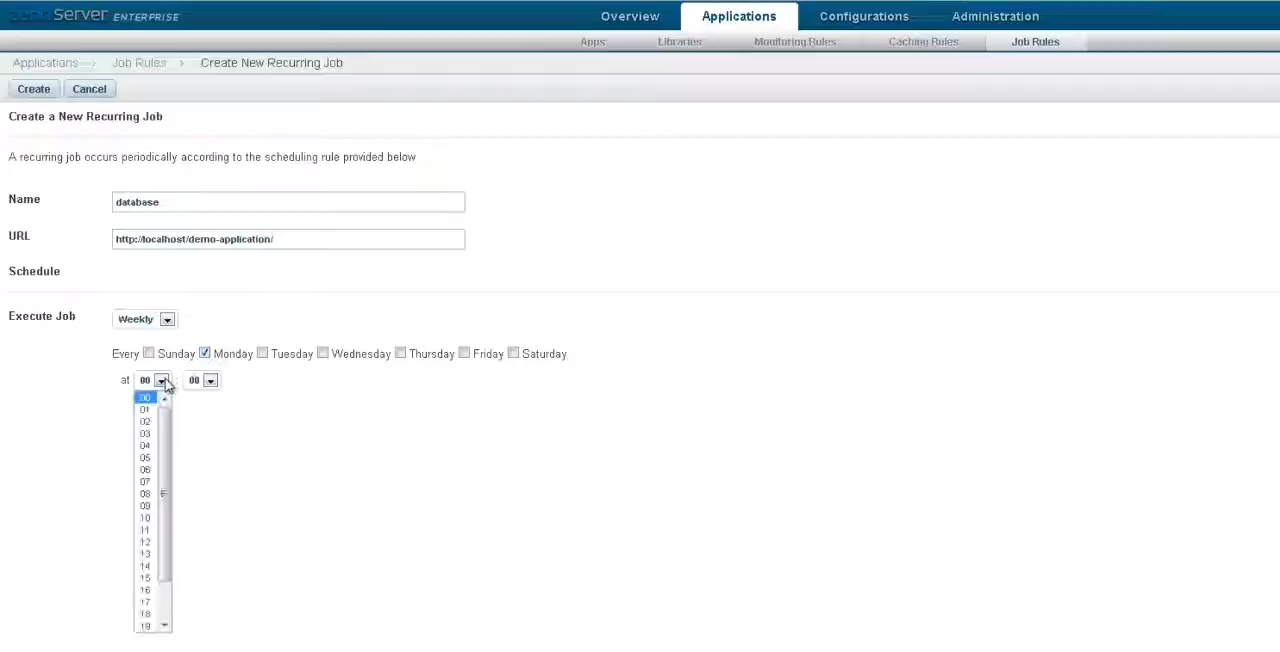 Server ENTERPRISE
Overview Applications Configurations Administration
Apps Libraries Monitoring Rules Caching Rules Job Rules
Applications Job Rules Create New Recurring Job
Create Cancel
Create a New Recurring Job
A recurring job occurs periodically according to the scheduling rule provided below
Name database
URL http://localhost/demo-application/
Schedule
Execute Job Weekly
Every Sunday Monday Tuesday Wednesday Thursday Friday Saturday
at 00 : 00
00
01
02
03
04
05
06
07
08
09
10
11
12
13
14
15
16
17
18
19